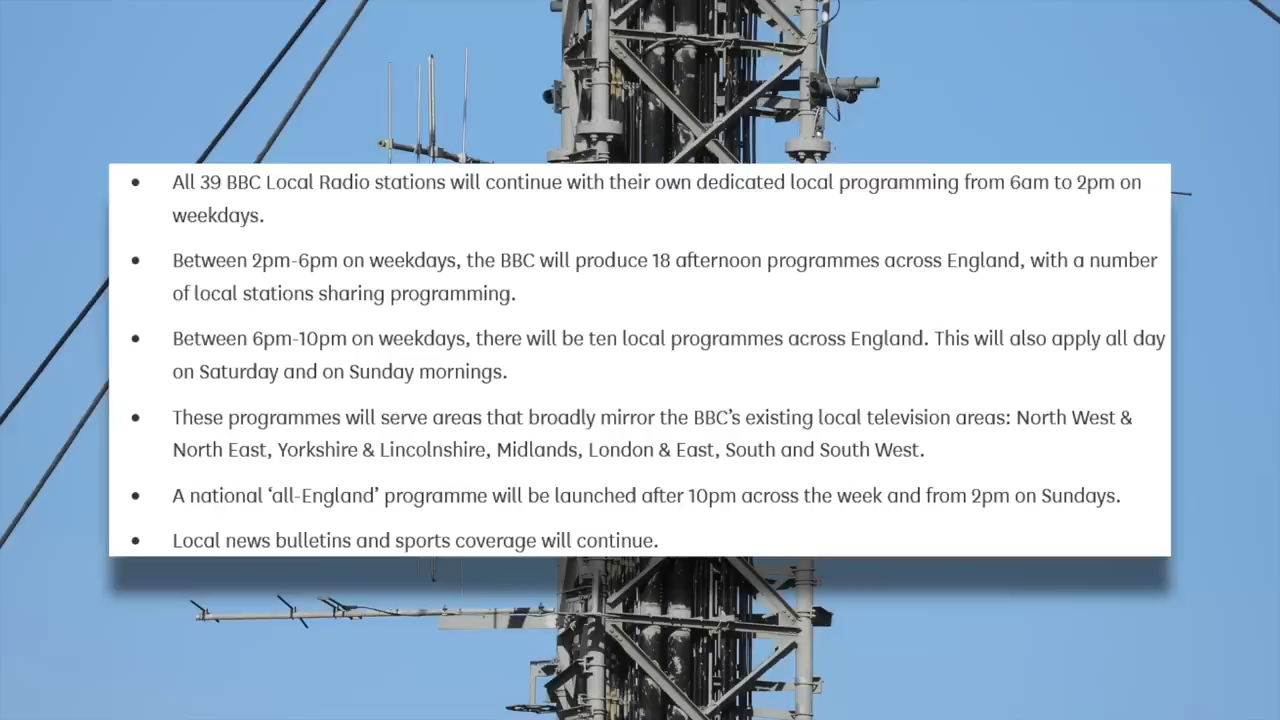 • All 39 BBC Local Radio stations will continue with their own dedicated local programming from 6am to 2pm on
weekdays.
• Between 2pm-6pm on weekdays, the BBC will produce 18 afternoon programmes across England, with a number
of local stations sharing programming.
• Between 6pm-10pm on weekdays, there will be ten local programmes across England. This will also apply all day
on Saturday and on Sunday mornings.
• These programmes will serve areas that broadly mirror the BBC’s existing local television areas: North West &
North East, Yorkshire & Lincolnshire, Midlands, London & East, South and South West.
• A national ‘all-England’ programme will be launched after 10pm across the week and from 2pm on Sundays.
• Local news bulletins and sports coverage will continue.